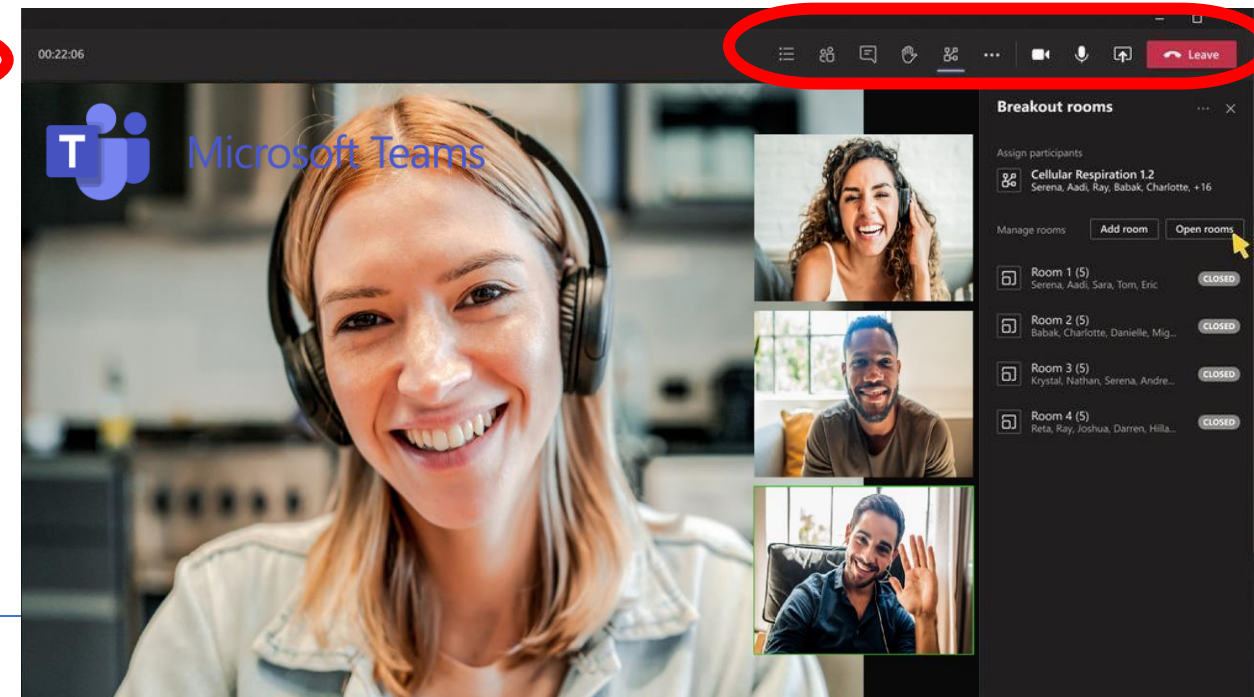 00:22:06
Leave
T
Microsoft Teams
Breakout rooms
Assign participants
Cellular Respiration 1.2
Serena, Aadi, Ray, Babak, Charlotte, +16
Manage rooms
Add room
Open rooms
Room 1 (5)
Serena, Aadi, Sara, Tom, Eric
CLOSED
Room 2 (5)
Babak, Charlotte, Danielle, Mig...
CLOSED
Room 3 (5)
Krystal, Nathan, Serena, Andre...
CLOSED
Room 4 (5)
Reta, Ray, Joshua, Darren, Hilla...
CLOSED